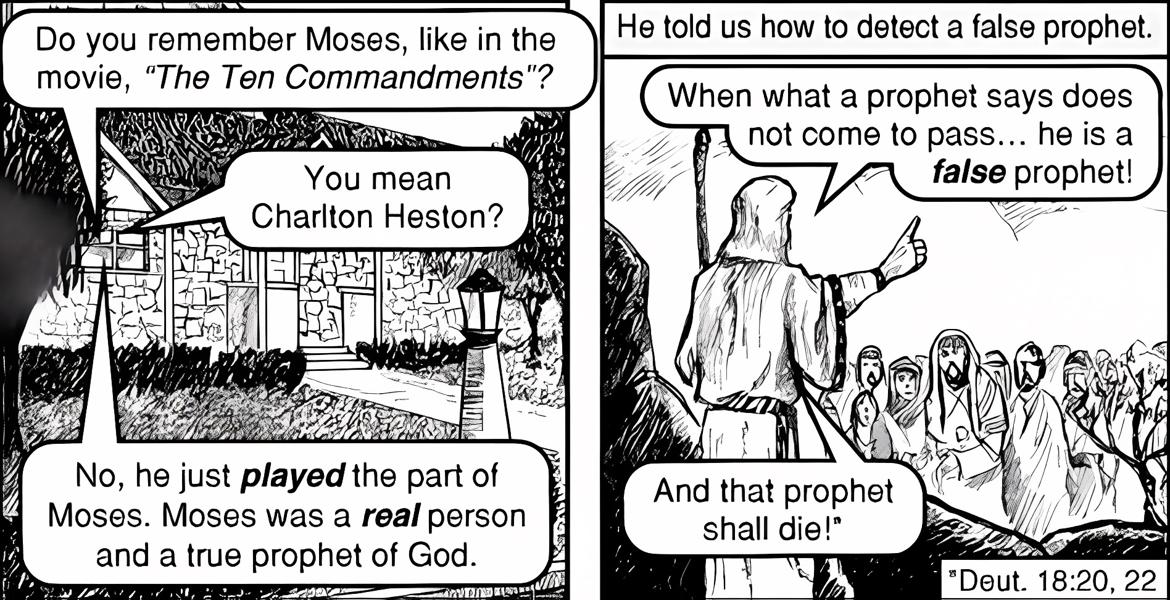 Do you remember Moses, like in the
movie, "The Ten Commandments"?
You mean
Charlton Heston?
No, he just played the part of
Moses. Moses was a real person
and a true prophet of God.
He told us how to detect a false prophet.
When what a prophet says does
not come to pass... he is a
false prophet!
And that prophet
shall die!*
*Deut. 18:20, 22